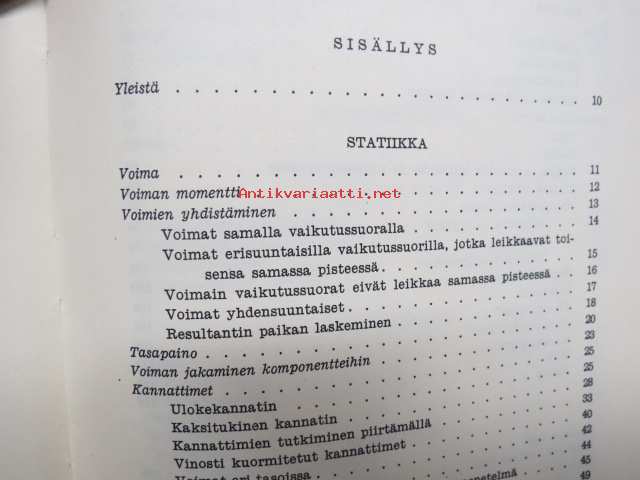 SISÄLLYS
Yleistä . . . . . . . . . . . . . . . . . . . . 10
STATIIKKA
Voima . . . . . . . . . . . . . . . . . . . . 11
Voiman momentti . . . . . . . . . . . . . . . 12
Antikvariaatti.net
Voimien yhdistäminen . . . . . . . . . . . . . 13
Voimat samalla vaikutussuoralla . . . . . . . . 14
Voimat erisuuntaisilla vaikutussuorilla, jotka leikkaavat toi-
sensa samassa pisteessä . . . . . . . . . . 15
Voimain vaikutussuorat eivät leikkaa samassa pisteessä . . 16
Voimat yhdensuuntaiset . . . . . . . . . . . . 17
Resultantin paikan laskeminen . . . . . . . . . 18
Tasapaino . . . . . . . . . . . . . . . . . . 20
Voiman jakaminen komponentteihin . . . . . . . . 23
Kannattimet . . . . . . . . . . . . . . . . . 25
Ulokekannatin . . . . . . . . . . . . . . . . 25
Kaksitukinen kannatin . . . . . . . . . . . . . 28
Kannattimien tutkiminen piirtämällä . . . . . . . 33
Vinosti kuormitetut kannattimet . . . . . . . . 40
Voimat eri tasoissa . . . . . . . . . . . . . 42
44
45
49